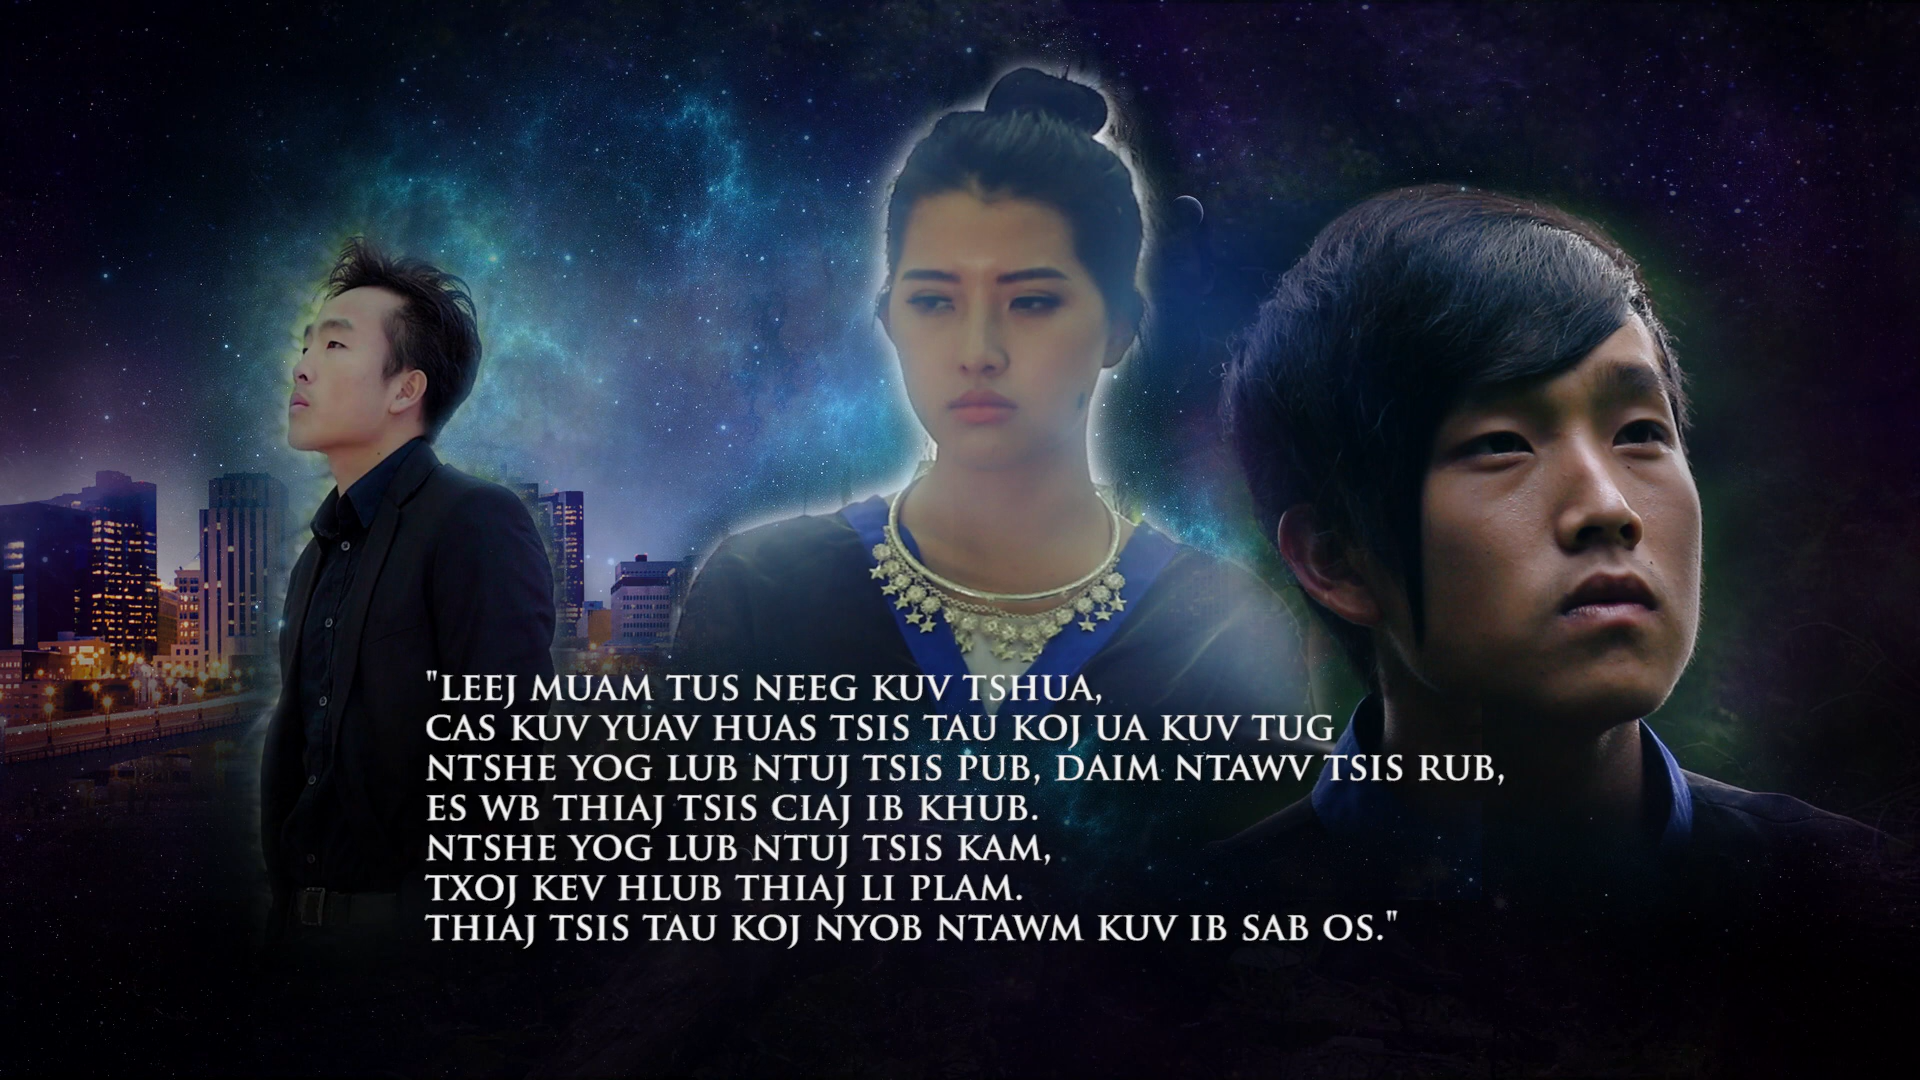 "LEEJ MUAM TUS NEEG KUV TSHUA,
CAS KUV YUAV HUAS TSIS TAU KOJ UA KUV TUG
NTSHE YOG LUB NTUJ TSIS PUB, DAIM NTAWV TSIS RUB,
ES WB THIAJ TSIS CIAJ IB KHUB.
NTSHE YOG LUB NTUJ TSIS KAM,
TXOJ KEV HLUB THIAJ LI PLAM.
THIAJ TSIS TAU KOJ NYOB NTAWM KUV IB SAB OS."